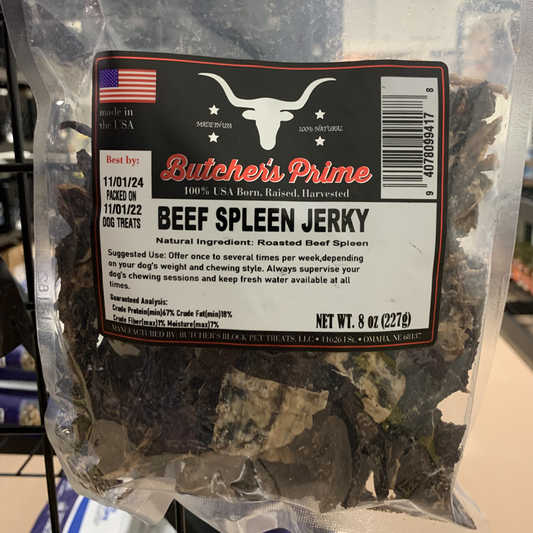 made in
the USA
MADE IN USA
100% NATURAL
Butcher's Prime
100% USA Born, Raised, Harvested
Best by:
11/01/24
PACKED ON
11/01/22
DOG TREATS
BEEF SPLEEN JERKY
Natural Ingredient: Roasted Beef Spleen
Suggested Use: Offer once to several times per week,depending
on your dog's weight and chewing style. Always supervise your
dog's chewing sessions and keep fresh water available at all
times.
Guaranteed Analysis:
Crude Protein(min)67% Crude Fat(min)18%
Crude Fiber(max)1% Moisture(max)7%
NET WT. 8 oz (227g)
MANUFACTURED BY: BUTCHER'S BLOCK PET TREATS, LLC • 11626 I St. • OMAHA, NE 68137
9 40780 99417 8